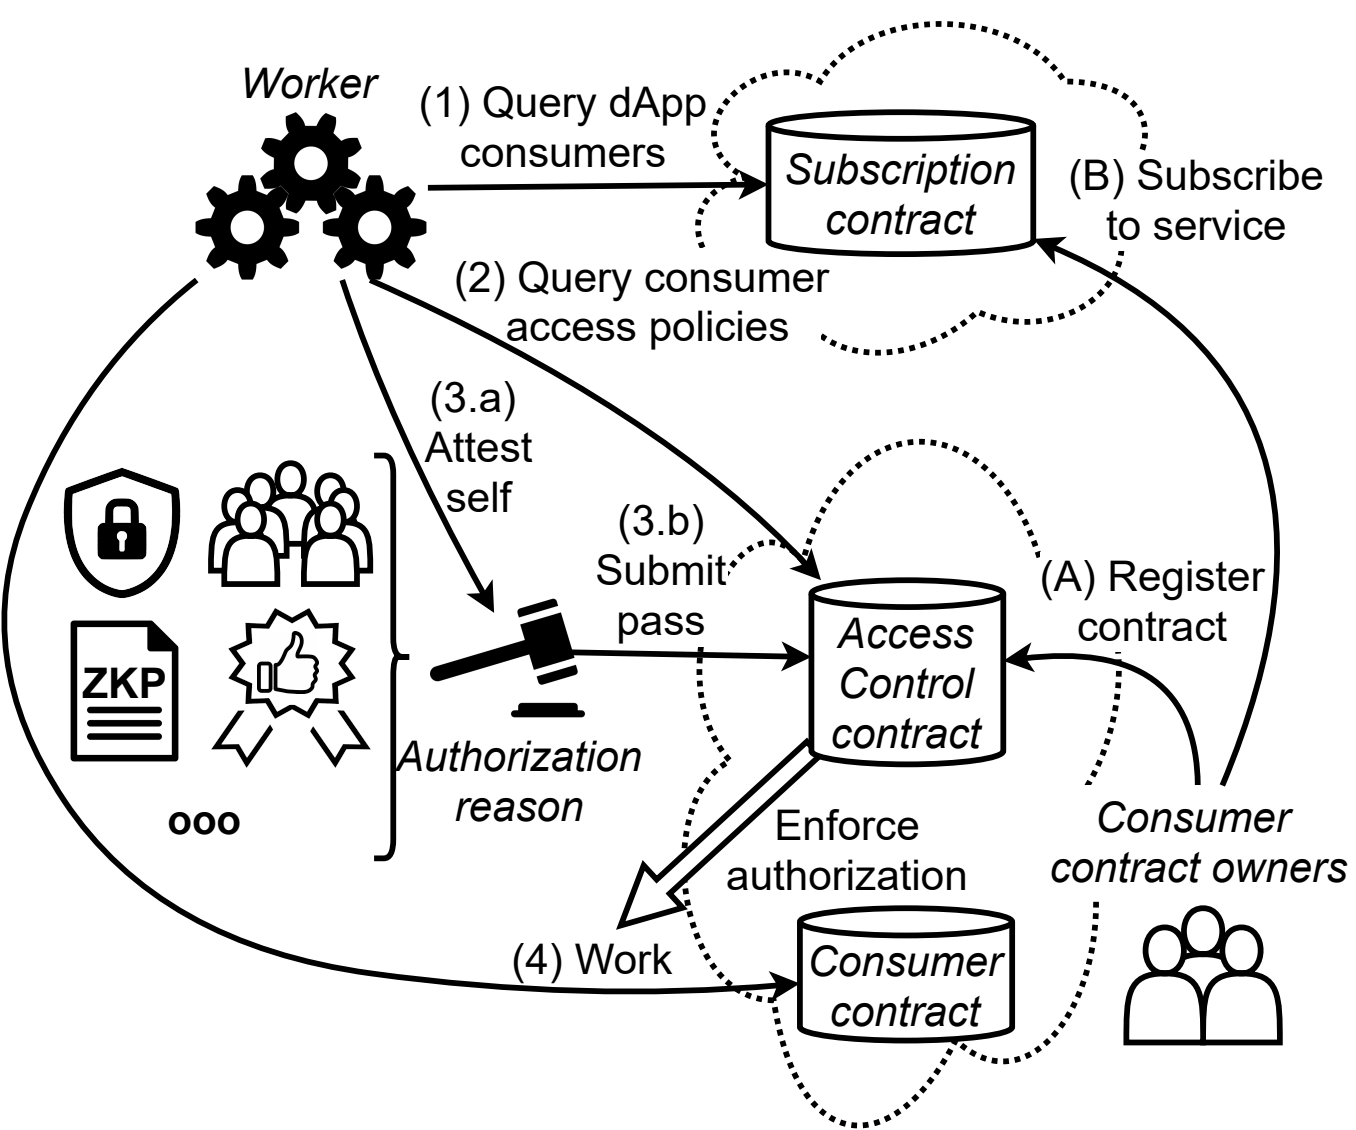 Worker
(1) Query dApp
consumers
Subscription
contract
(B) Subscribe
to service
(2) Query consumer
access policies
(3.a)
Attest
self
(3.b)
Submit
pass
(A) Register
contract
Access
Control
contract
ZKP
Authorization
reason
ooo
Enforce
authorization
Consumer
contract owners
(4) Work
Consumer
contract